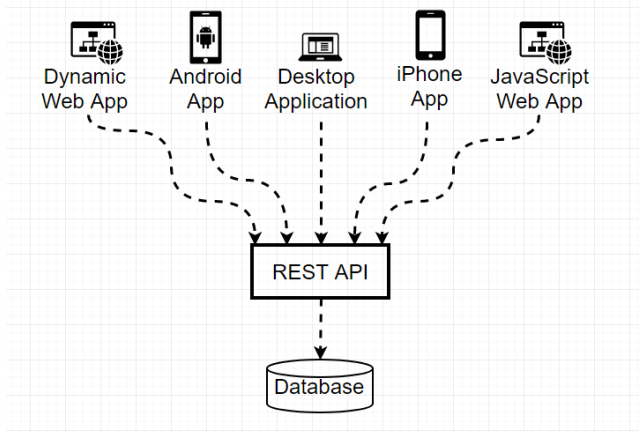 Dynamic
Web App
Android
App
Desktop
Application
iPhone
App
JavaScript
Web App
REST API
Database